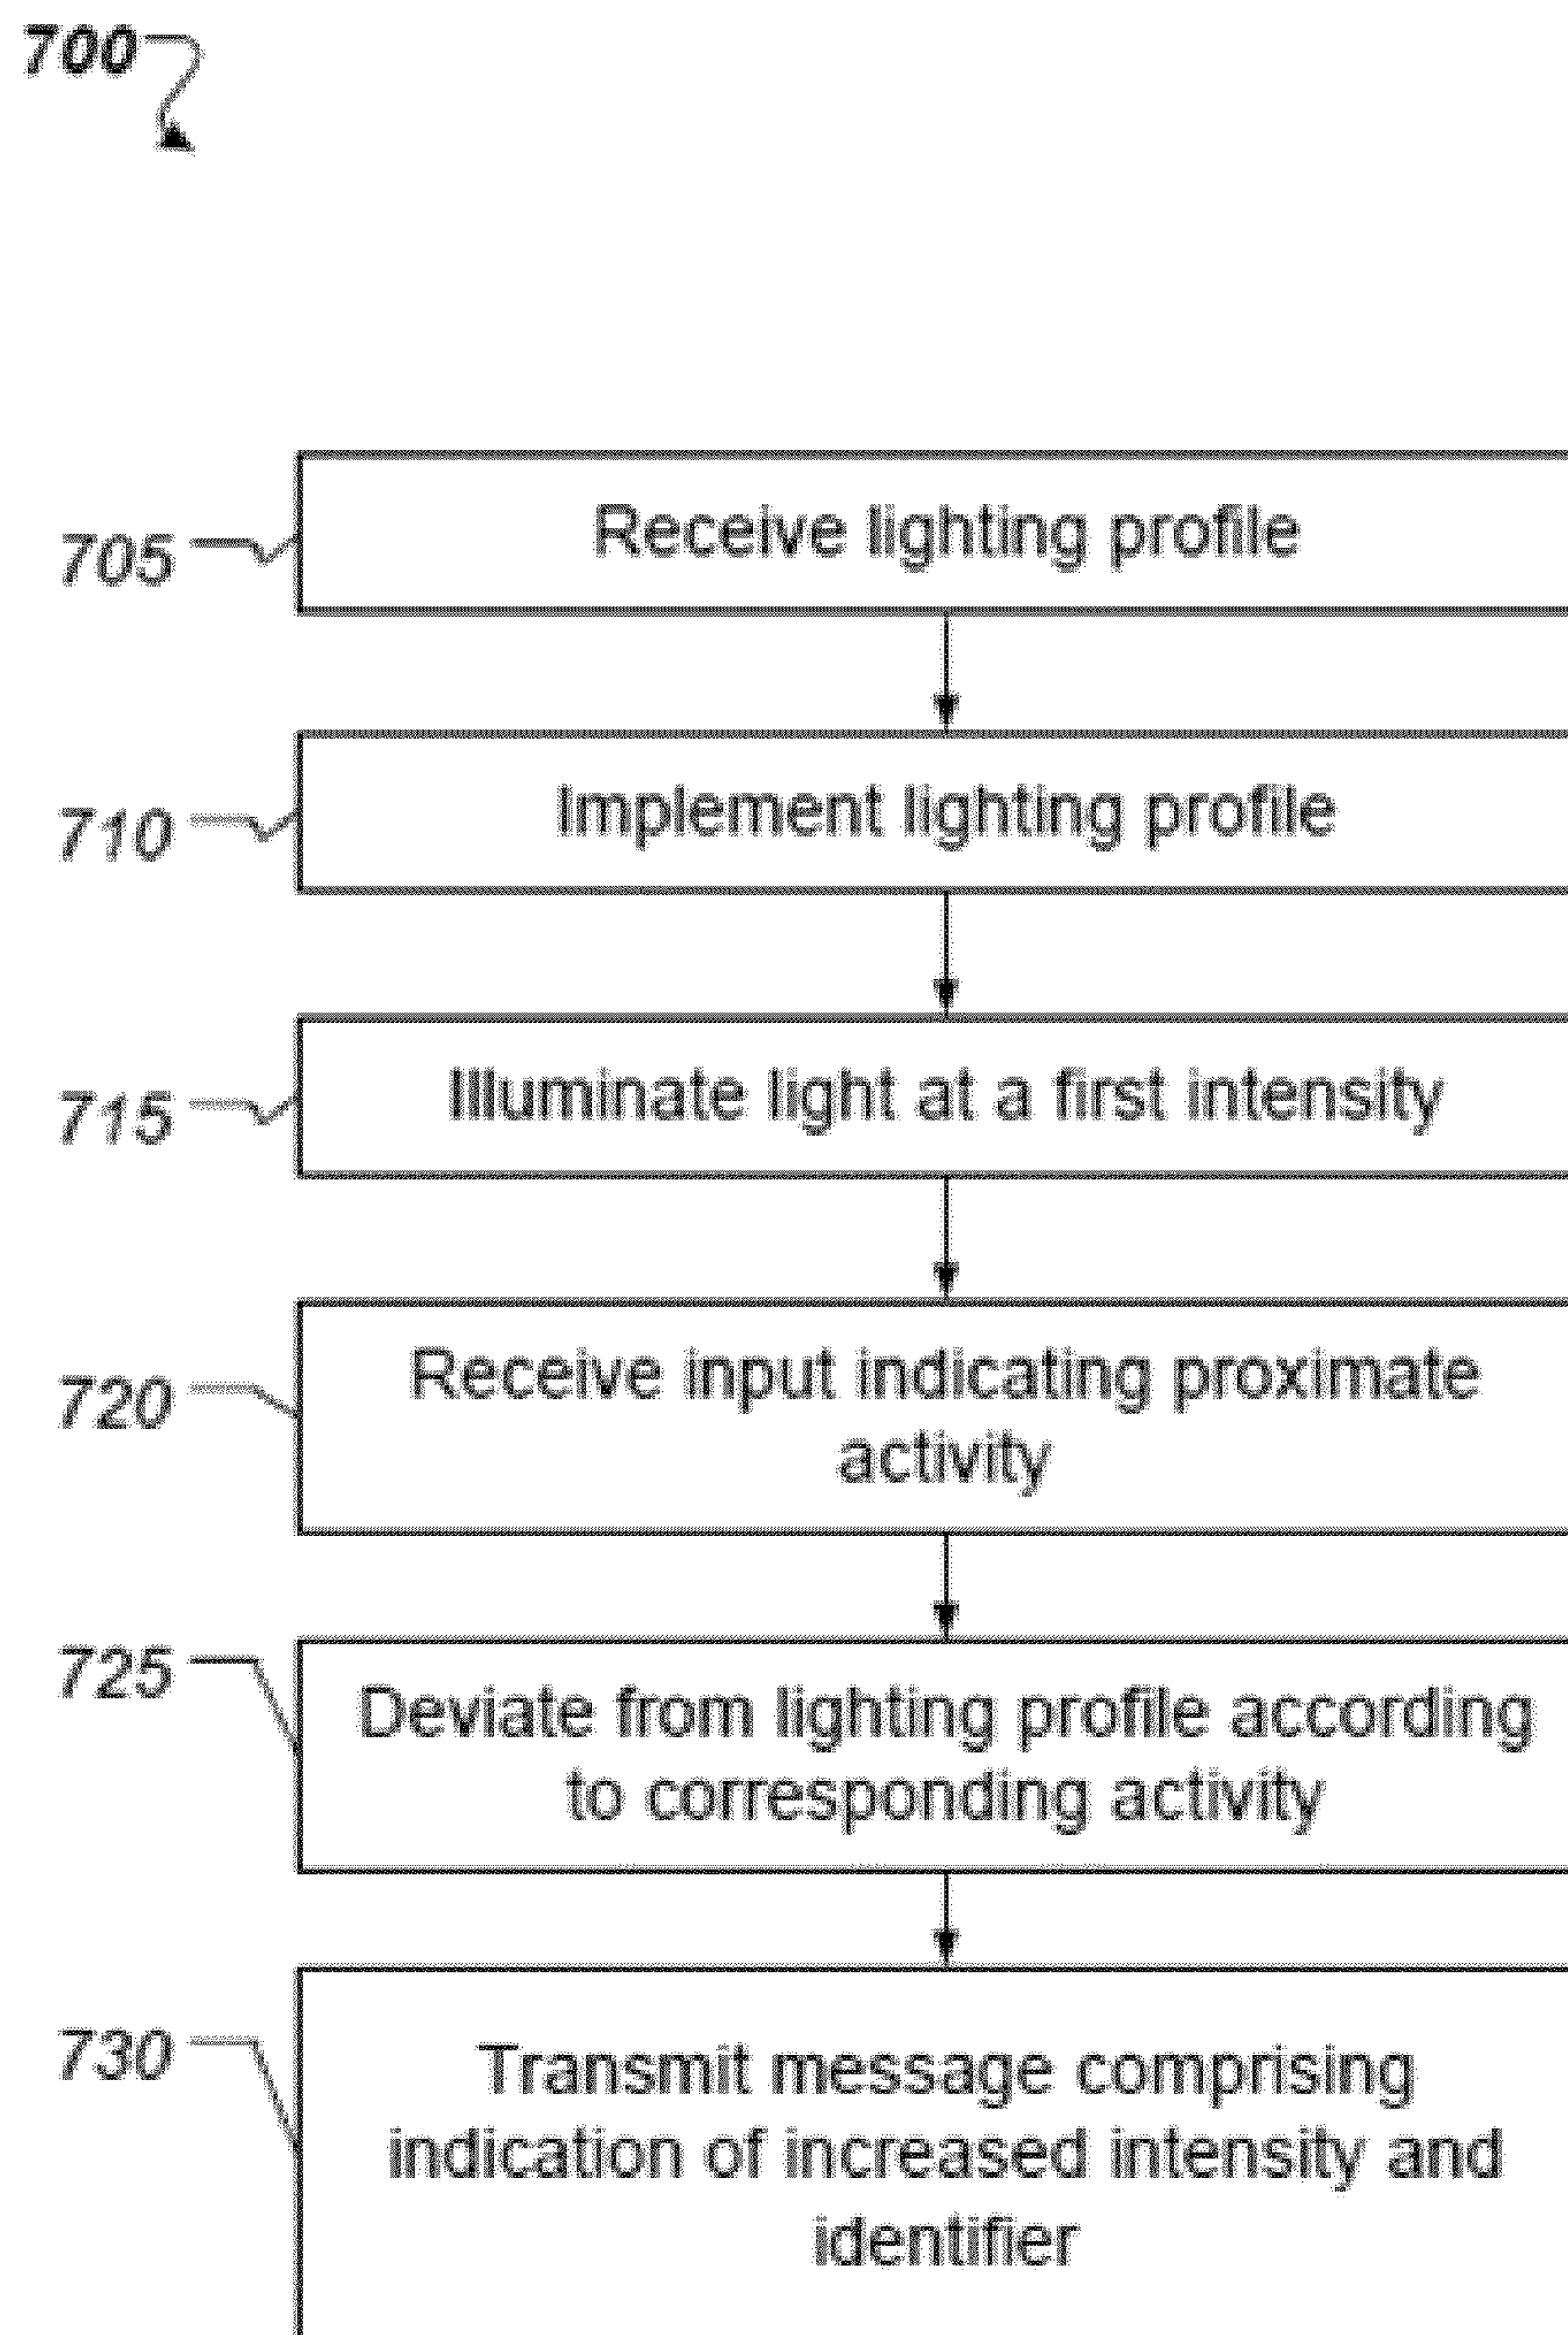 700
705
Receive lighting profile
710
Implement lighting profile
715
Illuminate light at a first intensity
720
Receive input indicating proximate
activity
725
Deviate from lighting profile according
to corresponding activity
730
Transmit message comprising
indication of increased intensity and
identifier